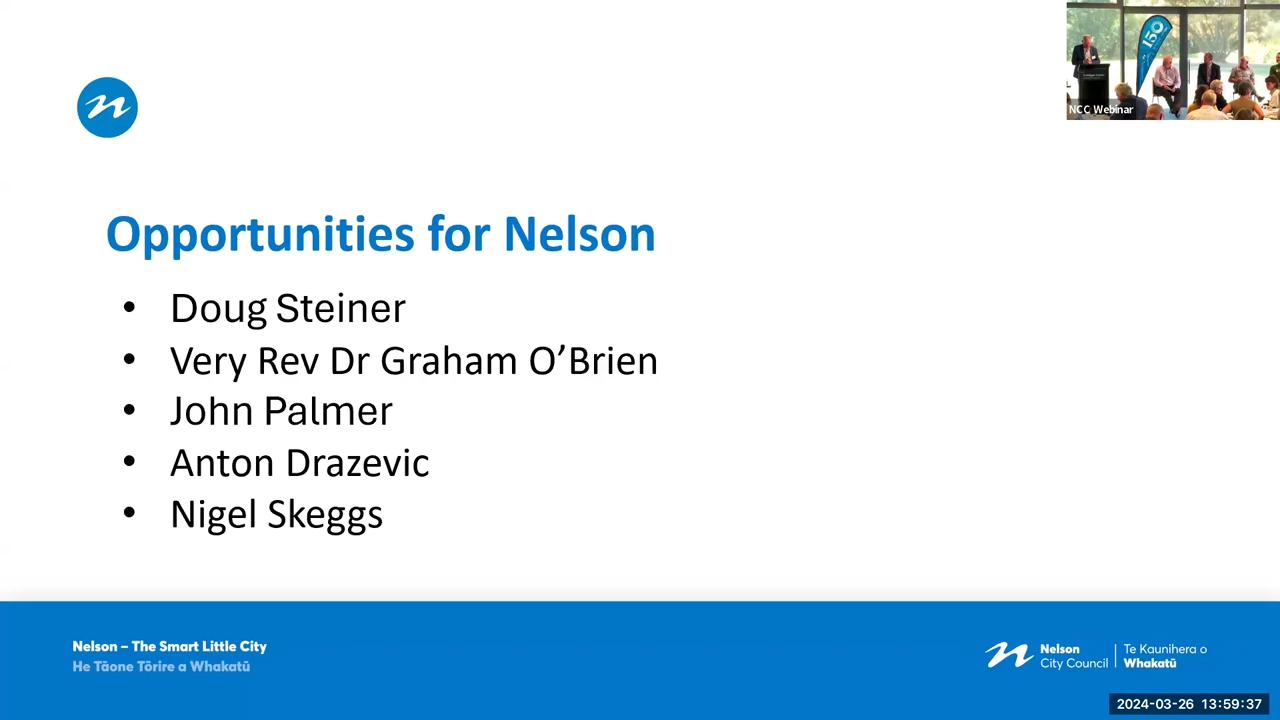 150
NCC Webinar
Opportunities for Nelson
• Doug Steiner
• Very Rev Dr Graham O’Brien
• John Palmer
• Anton Drazevic
• Nigel Skeggs
Nelson – The Smart Little City
He Tāone Tōrire a Whakatū
Nelson
City Council
Te Kaunihera o
Whakatū
2024-03-26 13:59:37